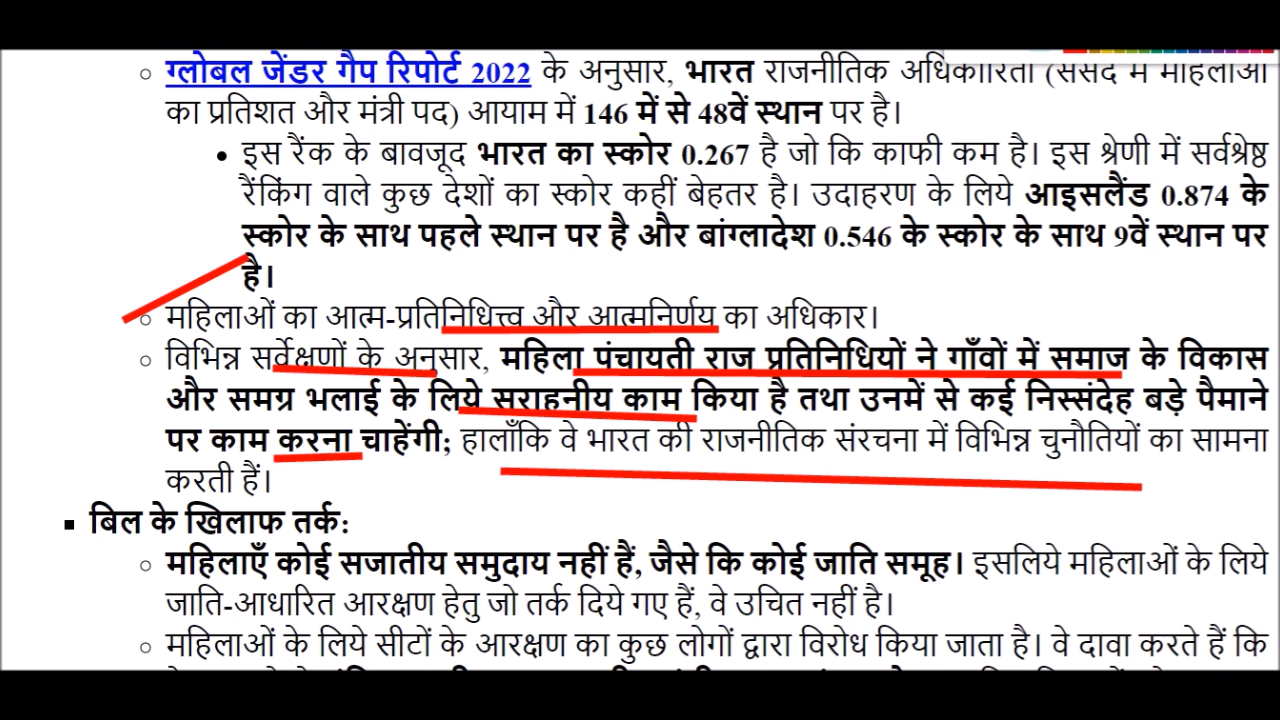 ग्लोबल जेंडर गैप रिपोर्ट 2022 के अनुसार, भारत राजनीतिक अधिकारिता (संसद में महिलाओं
का प्रतिशत और मंत्री पद) आयाम में 146 में से 48वें स्थान पर है।
इस रैंक के बावजूद भारत का स्कोर 0.267 है जो कि काफी कम है। इस श्रेणी में सर्वश्रेष्ठ
रैंकिंग वाले कुछ देशों का स्कोर कहीं बेहतर है। उदाहरण के लिये आइसलैंड 0.874 के
स्कोर के साथ पहले स्थान पर है और बांग्लादेश 0.546 के स्कोर के साथ 9वें स्थान पर
है।
महिलाओं का आत्म-प्रतिनिधित्त्व और आत्मनिर्णय का अधिकार।
विभिन्न सर्वेक्षणों के अनुसार, महिला पंचायती राज प्रतिनिधियों ने गाँवों में समाज के विकास
और समग्र भलाई के लिये सराहनीय काम किया है तथा उनमें से कई निस्संदेह बड़े पैमाने
पर काम करना चाहेंगी; हालाँकि वे भारत की राजनीतिक संरचना में विभिन्न चुनौतियों का सामना
करती हैं।
बिल के खिलाफ तर्क:
महिलाएँ कोई सजातीय समुदाय नहीं हैं, जैसे कि कोई जाति समूह। इसलिये महिलाओं के लिये
जाति-आधारित आरक्षण हेतु जो तर्क दिये गए हैं, वे उचित नहीं है।
महिलाओं के लिये सीटों के आरक्षण का कुछ लोगों द्वारा विरोध किया जाता है। वे दावा करते हैं कि